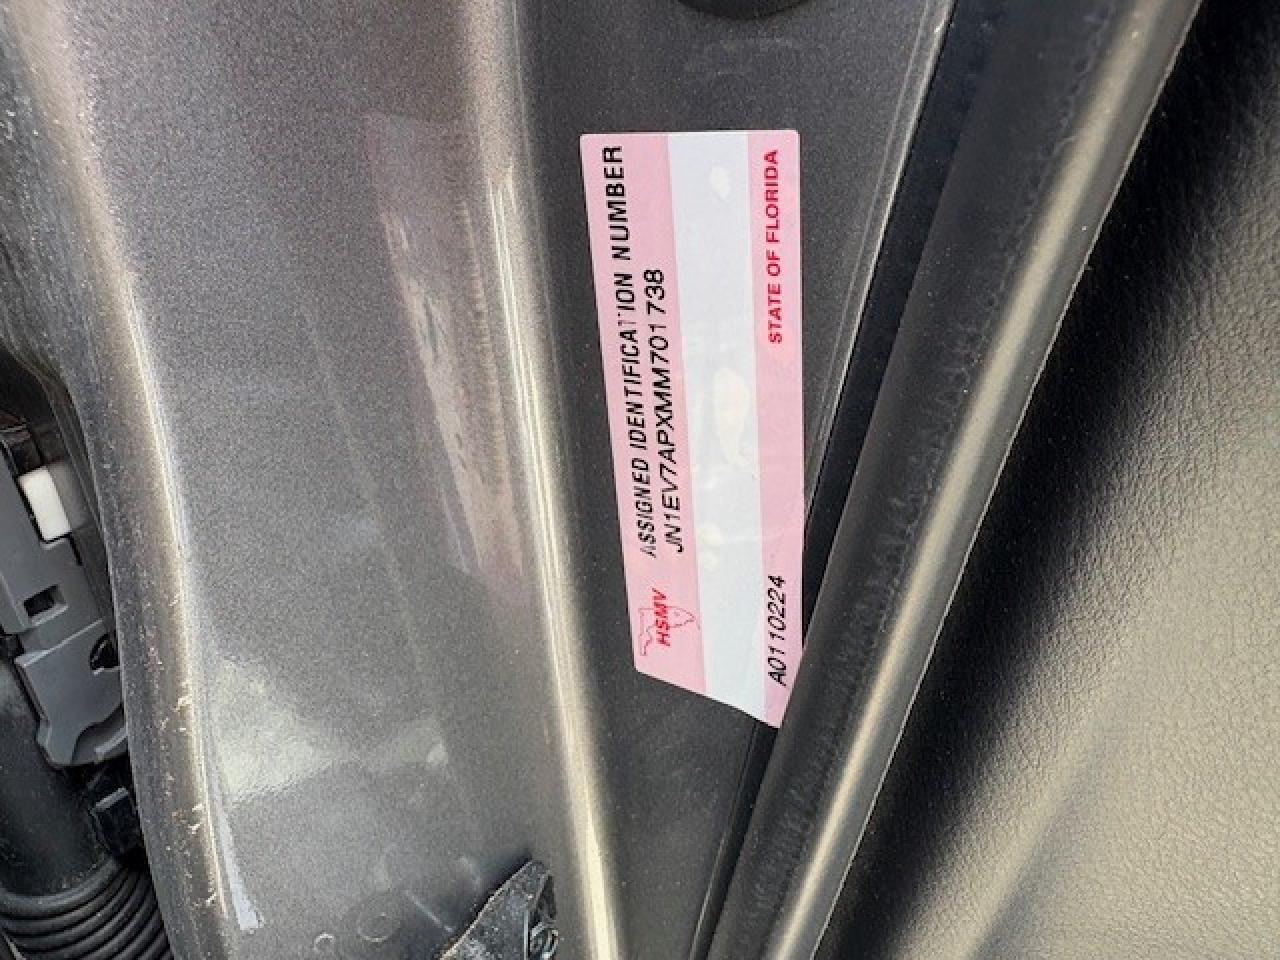 ASSIGNED IDENTIFICATION NUMBER
JN1EV7APXMM701738
HSMV
A0110224
STATE OF FLORIDA